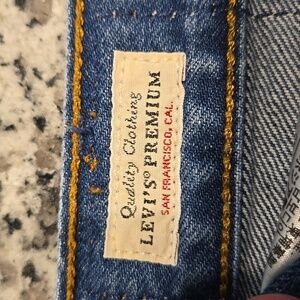 Quality Clothing
LEVI'S® PREMIUM
SAN FRANCISCO, CAL.